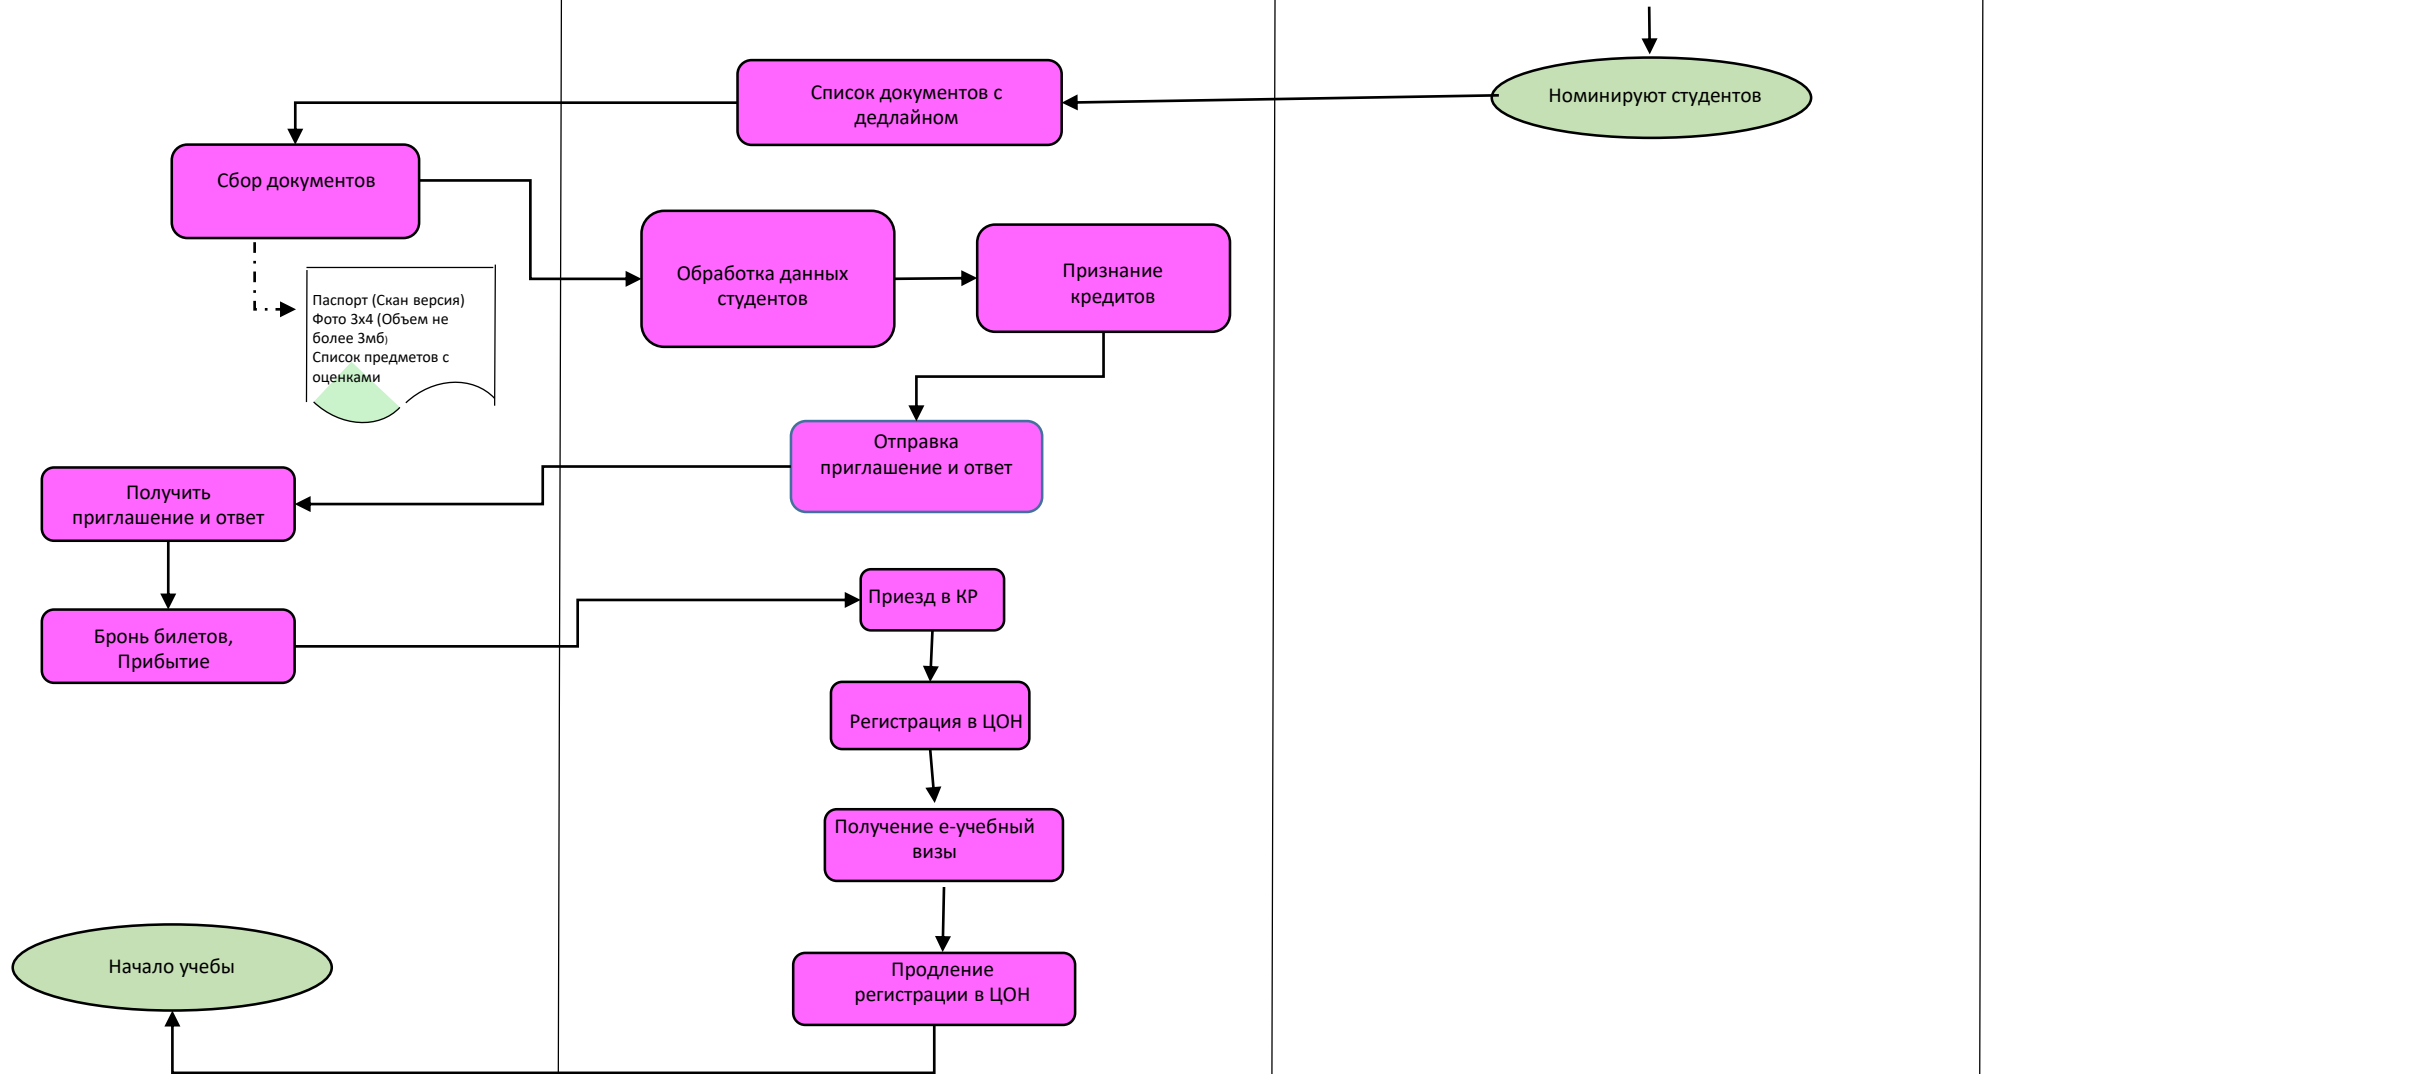 Список документов с
дедлайном
Номинируют студентов
Сбор документов
Обработка данных
студентов
Признание
кредитов
Паспорт (Скан версия)
Фото 3х4 (Объем не
более 3мб)
Список предметов с
оценками
Отправка
приглашение и ответ
Получить
приглашение и ответ
Приезд в КР
Бронь билетов,
Прибытие
Регистрация в ЦОН
Получение е-учебный
визы
Начало учебы
Продление
регистрации в ЦОН